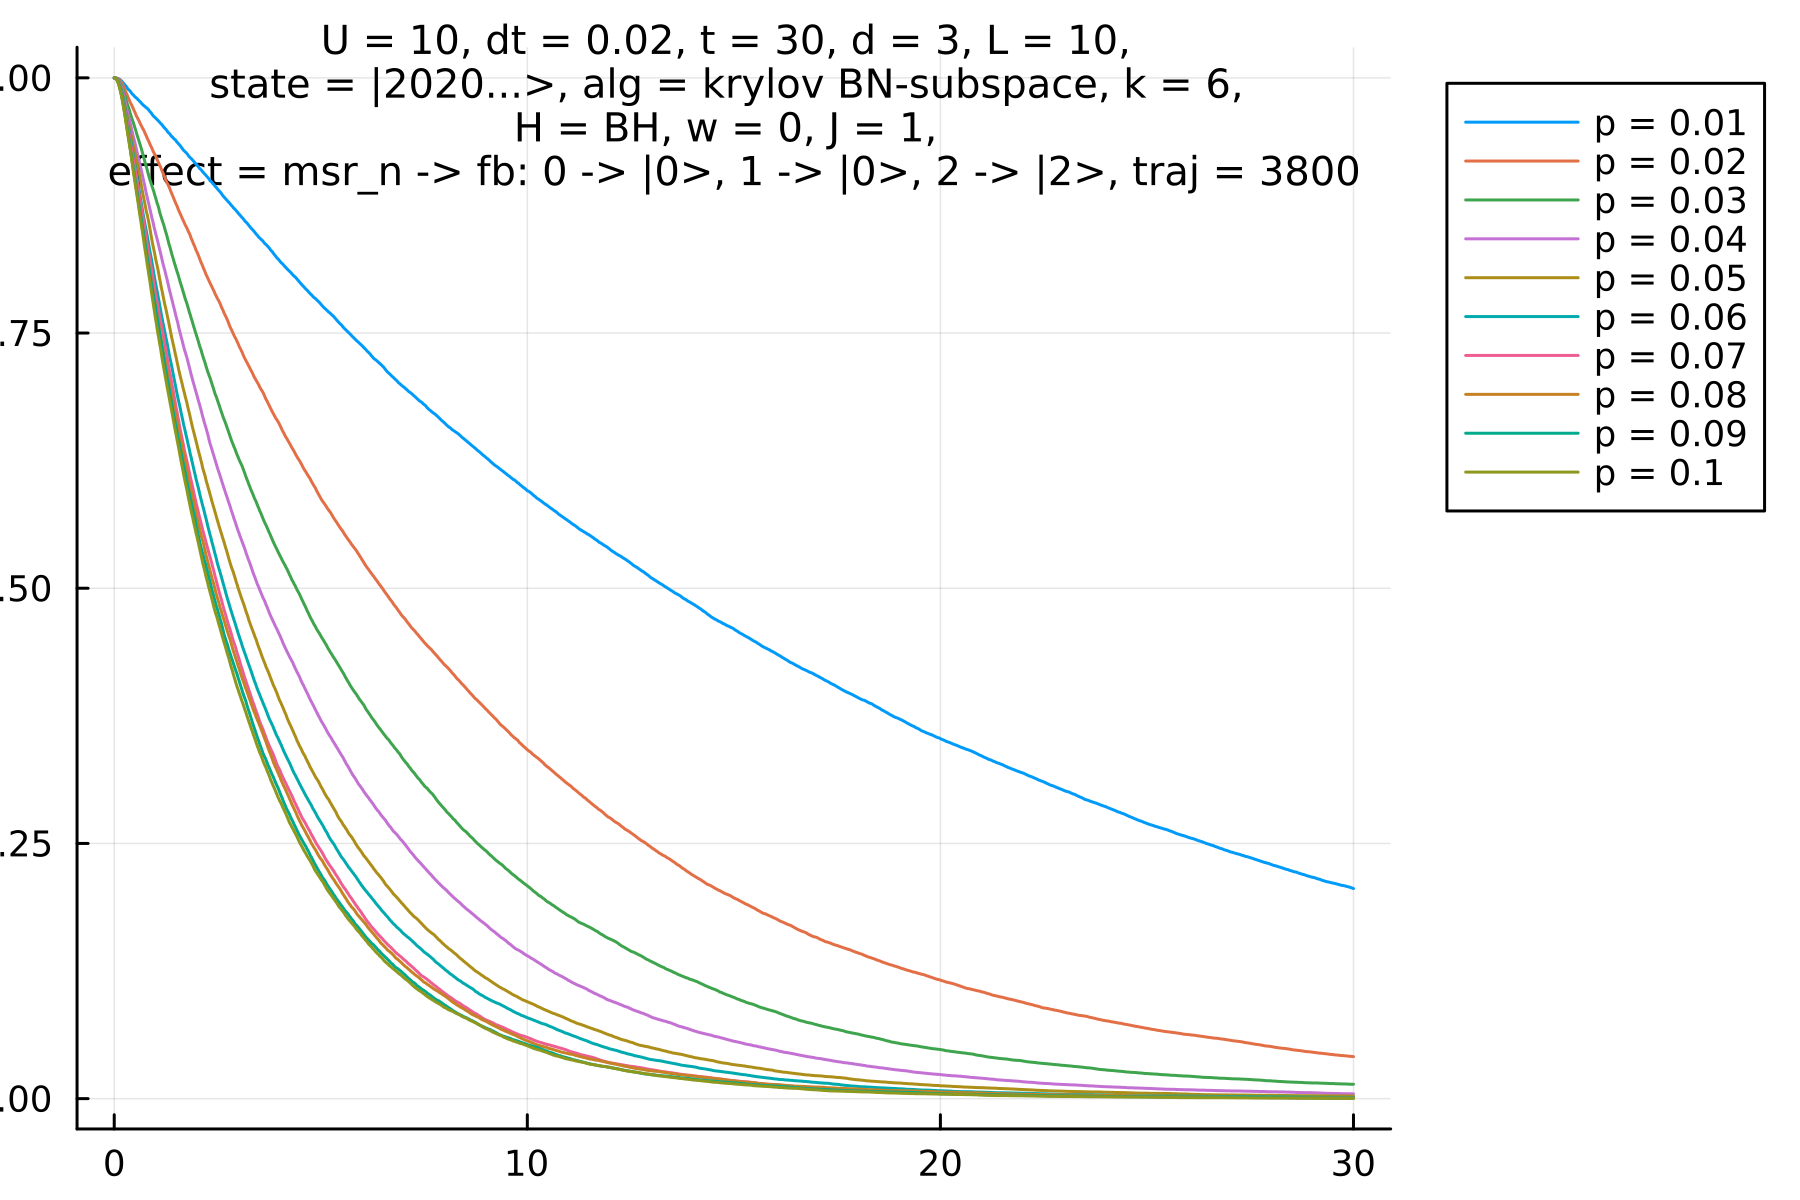 U = 10, dt = 0.02, t = 30, d = 3, L = 10,
state = |2020...>, alg = krylov BN-subspace, k = 6,
H = BH, w = 0, J = 1,
effect = msr_n -> fb: 0 -> |0>, 1 -> |0>, 2 -> |2>, traj = 3800
.00
.75
.50
.25
.00
0 10 20 30
p = 0.01
p = 0.02
p = 0.03
p = 0.04
p = 0.05
p = 0.06
p = 0.07
p = 0.08
p = 0.09
p = 0.1